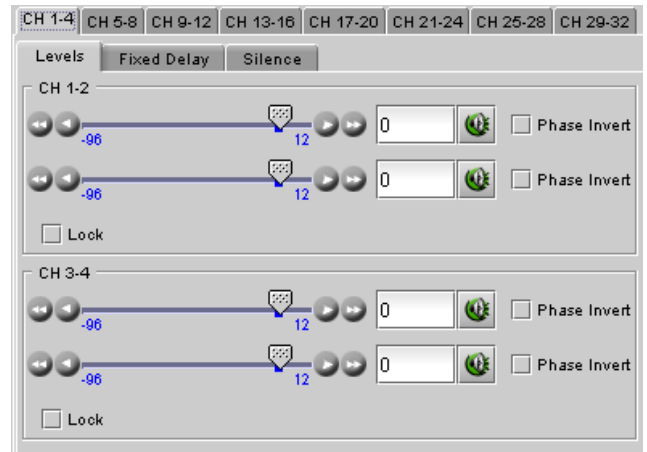 CH 1-4 CH 5-8 CH 9-12 CH 13-16 CH 17-20 CH 21-24 CH 25-28 CH 29-32
Levels Fixed Delay Silence
CH 1-2
-96 12 0 Phase Invert
-96 12 0 Phase Invert
Lock
CH 3-4
-96 12 0 Phase Invert
-96 12 0 Phase Invert
Lock